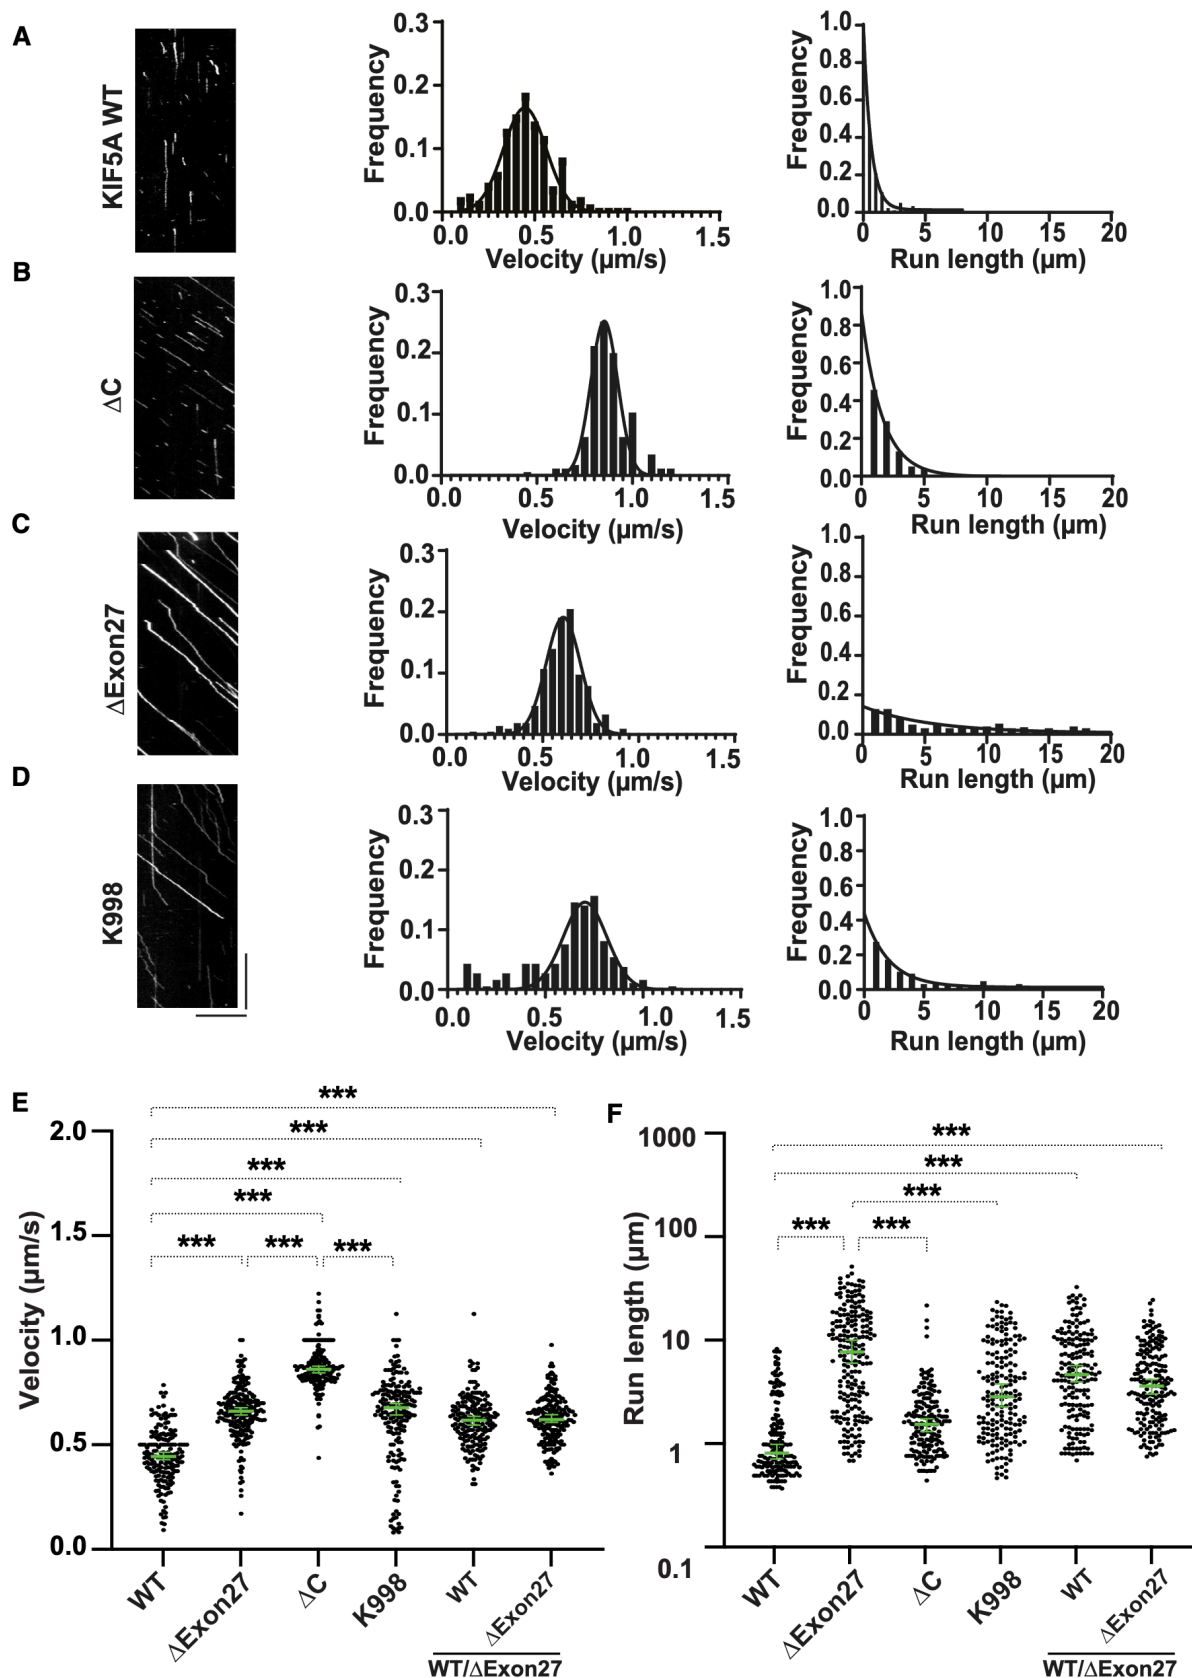 A
KIF5A WT
Frequency
0.3
0.2
0.1
0.0
0.0 0.5 1.0 1.5
Velocity (µm/s)
Frequency
1.0
0.8
0.6
0.4
0.2
0.0
0 5 10 15 20
Run length (µm)
B
ΔC
Frequency
0.3
0.2
0.1
0.0
0.0 0.5 1.0 1.5
Velocity (µm/s)
Frequency
1.0
0.8
0.6
0.4
0.2
0.0
0 5 10 15 20
Run length (µm)
C
ΔExon27
Frequency
0.3
0.2
0.1
0.0
0.0 0.5 1.0 1.5
Velocity (µm/s)
Frequency
1.0
0.8
0.6
0.4
0.2
0.0
0 5 10 15 20
Run length (µm)
D
K998
Frequency
0.3
0.2
0.1
0.0
0.0 0.5 1.0 1.5
Velocity (µm/s)
Frequency
1.0
0.8
0.6
0.4
0.2
0.0
0 5 10 15 20
Run length (µm)
E
Velocity (µm/s)
2.0
1.5
1.0
0.5
0.0
***
***
***
***
*** *** ***
WT ΔExon27 ΔC K998 WT ΔExon27
WT/ΔExon27
F
Run length (µm)
1000
100
10
1
0.1
***
***
***
*** ***
WT ΔExon27 ΔC K998 WT ΔExon27
WT/ΔExon27